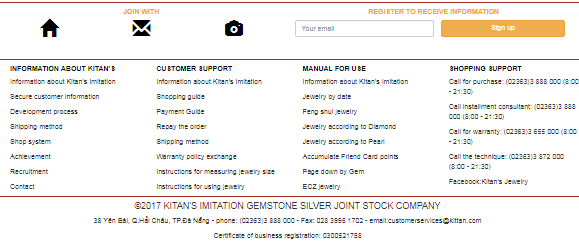 JOIN WITH
REGISTER TO RECEIVE INFORMATION
Your email
Sign up
INFORMATION ABOUT KITAN'S
Information about Kitan's Imitation
Secure customer information
Development process
Shipping method
Shop system
Achievement
Recruitment
Contact
CUSTOMER SUPPORT
Information about Kitan's Imitation
Shopping guide
Payment Guide
Repay the order
Shipping method
Warranty policy exchange
Instructions for measuring jewelry size
Instructions for using jewelry
MANUAL FOR USE
Information about Kitan's Imitation
Jewelry by date
Feng shui jewelry
Jewelry according to Diamond
Jewelry according to Pearl
Accumulate Friend Card points
Page down by Gem
ECZ jewelry
SHOPPING SUPPORT
Call for purchase: (02363)3 888 000 (8:00
- 21:30)
Call installment consultant: (02363)3 888
000 (8:00 - 21:30)
Call for warranty: (02363)3 655 000 (8:00
- 21:30)
Call the technique: (02363)3 872 000
(8:00 - 21:30)
Facebook:Kitan's Jewelry
©2017 KITAN'S IMITATION GEMSTONE SILVER JOINT STOCK COMPANY
38 Yên Bái, Q.Hải Châu, TP.Đà Nẵng - phone: (02363)3 888 000 - Fax: 028 3995 1702 - email:customerservices@kittan.com
Certificate of business registration: 0300521758